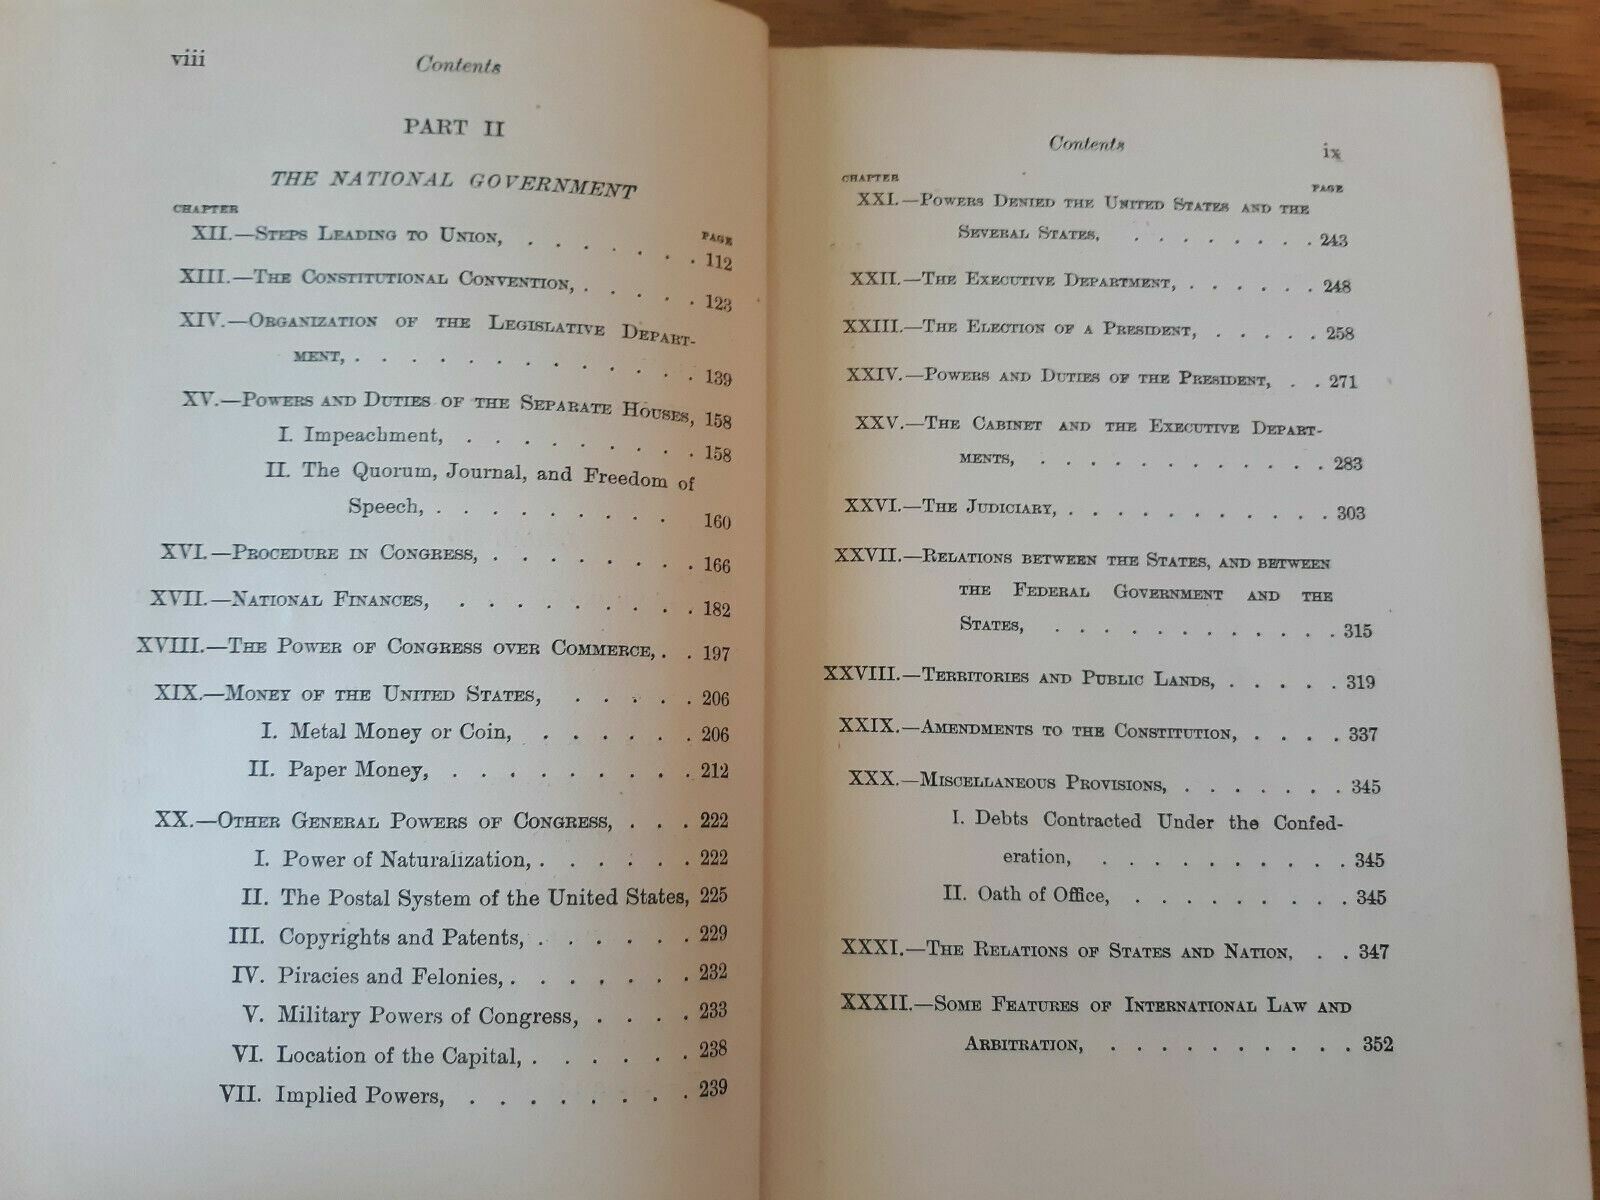 viii Contents
PART II
THE NATIONAL GOVERNMENT
CHAPTER PAGE
XII.—Steps Leading to Union, . . . . . . . 112
XIII.—The Constitutional Convention, . . . . . 123
XIV.—Organization of the Legislative Depart-
ment, . . . . . . . . . . . . . 139
XV.—Powers and Duties of the Separate Houses, 158
I. Impeachment, . . . . . . . . 158
II. The Quorum, Journal, and Freedom of
Speech, . . . . . . . . . 160
XVI.—Procedure in Congress, . . . . . . . . 166
XVII.—National Finances, . . . . . . . . . 182
XVIII.—The Power of Congress over Commerce, . . 197
XIX.—Money of the United States, . . . . . 206
I. Metal Money or Coin, . . . . . . 206
II. Paper Money, . . . . . . . . . 212
XX.—Other General Powers of Congress, . . . 222
I. Power of Naturalization, . . . . . . 222
II. The Postal System of the United States, 225
III. Copyrights and Patents, . . . . . . 229
IV. Piracies and Felonies, . . . . . . . 232
V. Military Powers of Congress, . . . . 233
VI. Location of the Capital, . . . . . . 238
VII. Implied Powers, . . . . . . . . 239
Contents ix
CHAPTER PAGE
XXI.—Powers Denied the United States and the
Several States, . . . . . . . . 243
XXII.—The Executive Department, . . . . . . 248
XXIII.—The Election of a President, . . . . . 258
XXIV.—Powers and Duties of the President, . . 271
XXV.—The Cabinet and the Executive Depart-
ments, . . . . . . . . . . . . 283
XXVI.—The Judiciary, . . . . . . . . . . . 303
XXVII.—Relations between the States, and between
the Federal Government and the
States, . . . . . . . . . . . . 315
XXVIII.—Territories and Public Lands, . . . . . 319
XXIX.—Amendments to the Constitution, . . . . 337
XXX.—Miscellaneous Provisions, . . . . . . . 345
I. Debts Contracted Under the Confed-
eration, . . . . . . . . . . 345
II. Oath of Office, . . . . . . . . . 345
XXXI.—The Relations of States and Nation, . . 347
XXXII.—Some Features of International Law and
Arbitration, . . . . . . . . . . 352